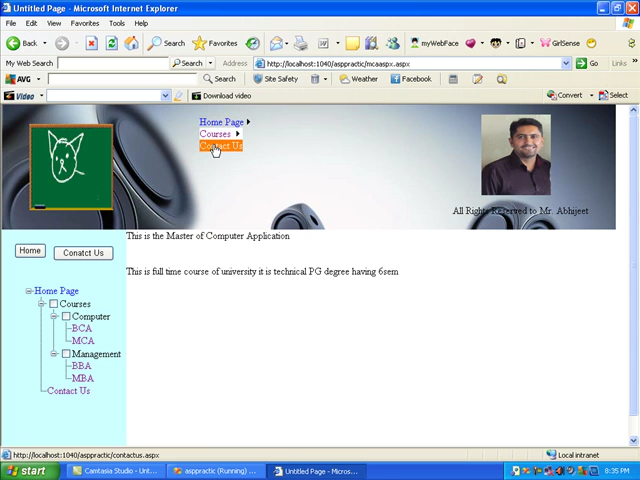 Untitled Page - Microsoft Internet Explorer
File Edit View Favorites Tools Help
Back Search Favorites myWebFace GirlSense
My Web Search Search Address http://localhost:1040/asppractic/mcaaspx.aspx Go Links
AVG Search Site Safety Weather Facebook
Video Download video Convert Select
Home Page
Courses
Contact Us
All Rights Reserved to Mr. Abhijeet
This is the Master of Computer Application
Home Conatct Us
This is full time course of university it is technical PG degree having 6sem
Home Page
Courses
Computer
BCA
MCA
Management
BBA
MBA
Contact Us
http://localhost:1040/asppractic/contactus.aspx Local intranet
start Camtasia Studio - Unt... asppractic (Running) ... Untitled Page - Micros... 8:35 PM